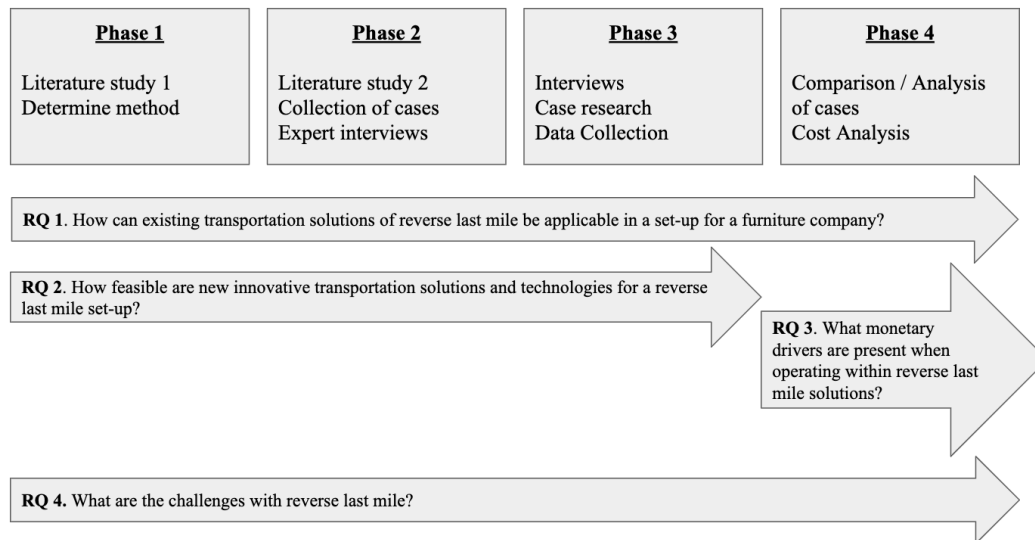 Phase 1
Literature study 1
Determine method
Phase 2
Literature study 2
Collection of cases
Expert interviews
Phase 3
Interviews
Case research
Data Collection
Phase 4
Comparison / Analysis
of cases
Cost Analysis
RQ 1. How can existing transportation solutions of reverse last mile be applicable in a set-up for a furniture company?
RQ 2. How feasible are new innovative transportation solutions and technologies for a reverse
last mile set-up?
RQ 3. What monetary
drivers are present when
operating within reverse last
mile solutions?
RQ 4. What are the challenges with reverse last mile?